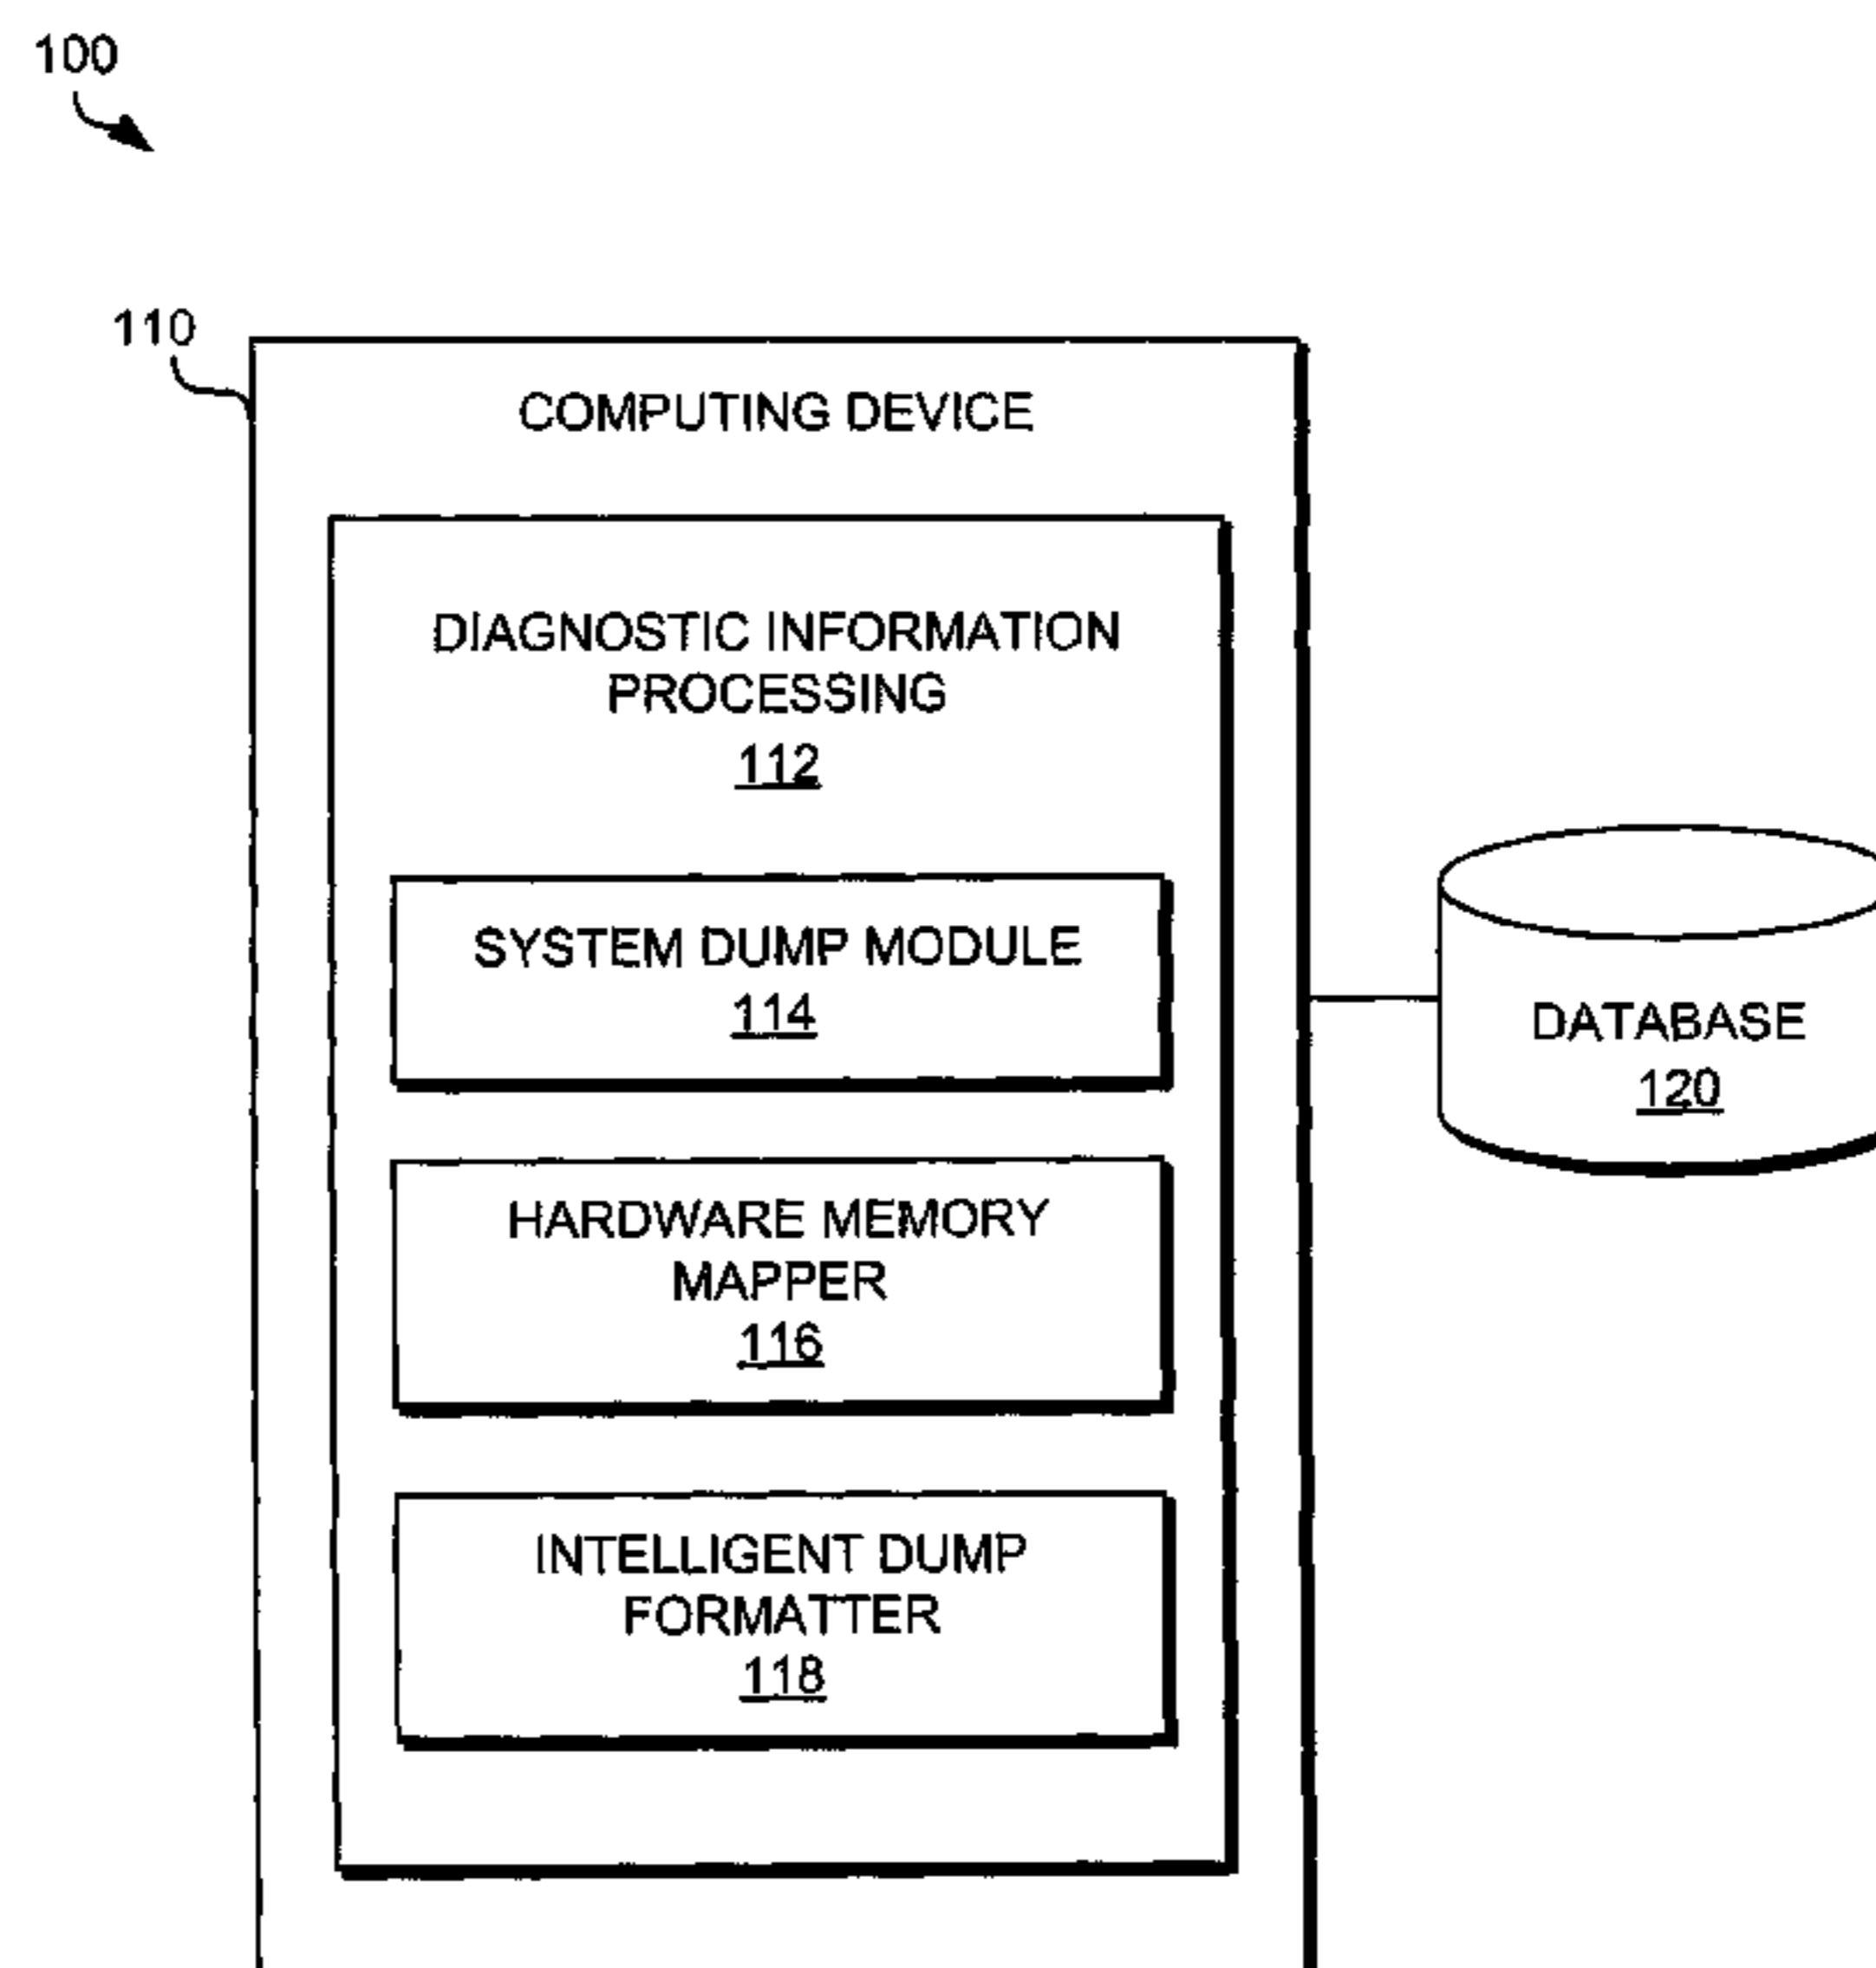 100
110
COMPUTING DEVICE
DIAGNOSTIC INFORMATION
PROCESSING
112
SYSTEM DUMP MODULE
114
HARDWARE MEMORY
MAPPER
116
INTELLIGENT DUMP
FORMATTER
118
DATABASE
120